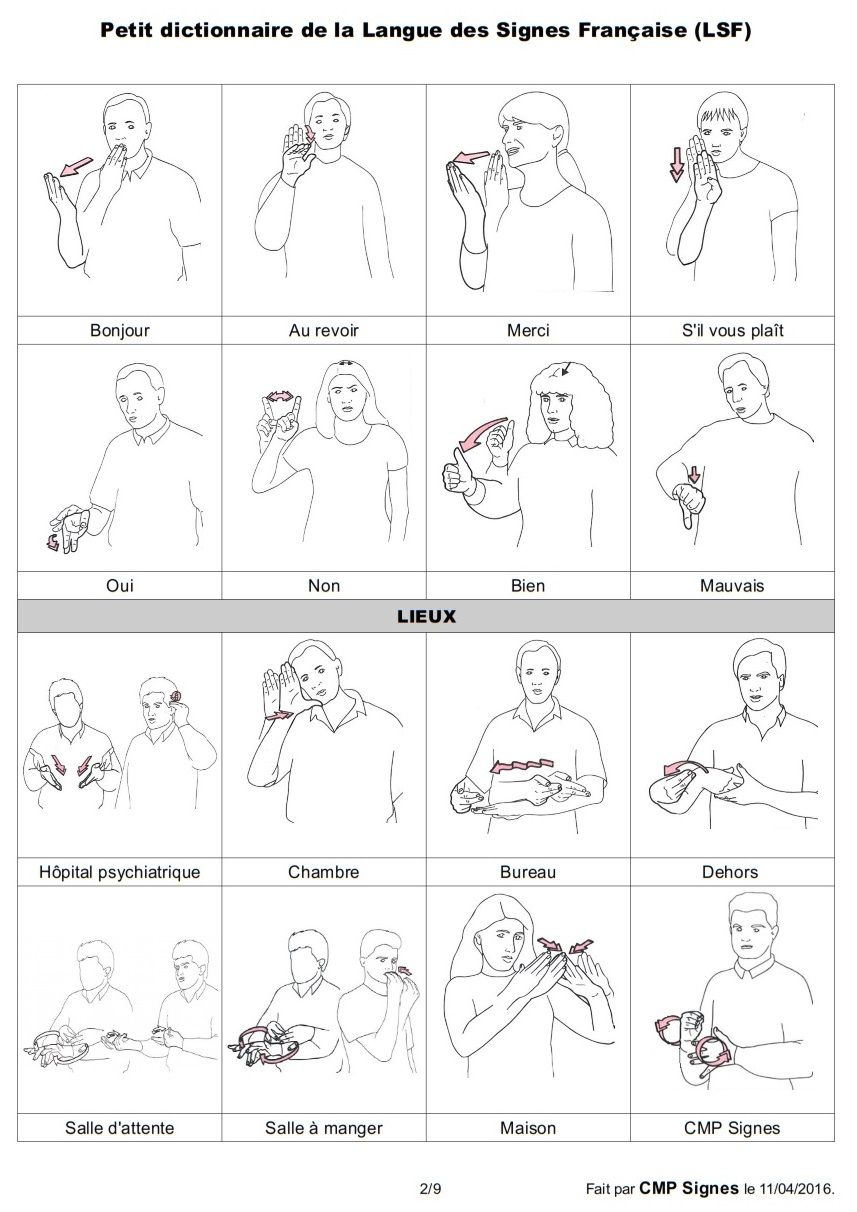 Petit dictionnaire de la Langue des Signes Française (LSF)
Bonjour Au revoir Merci S'il vous plaît
Oui Non Bien Mauvais
LIEUX
Hôpital psychiatrique Chambre Bureau Dehors
Salle d'attente Salle à manger Maison CMP Signes
2/9 Fait par CMP Signes le 11/04/2016.